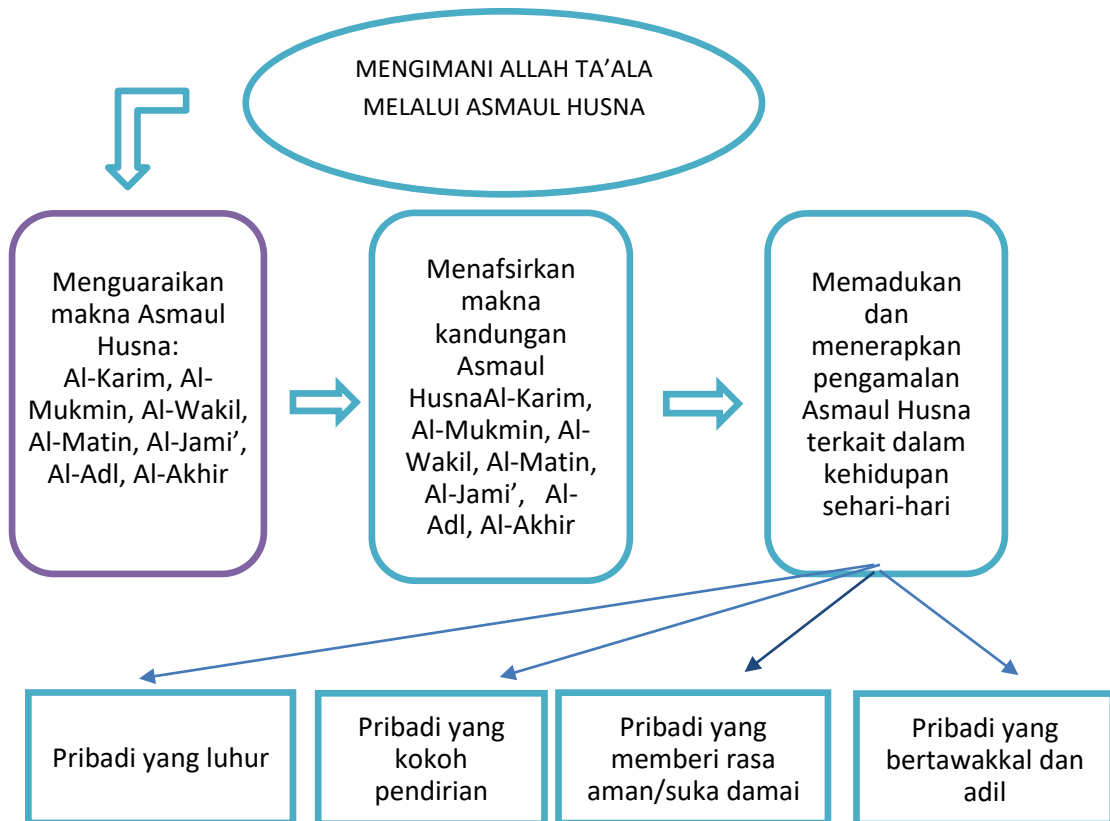 MENGIMANI ALLAH TA’ALA
MELALUI ASMAUL HUSNA
Menguaraikan
makna Asmaul
Husna:
Al-Karim, Al-
Mukmin, Al-Wakil,
Al-Matin, Al-Jami’,
Al-Adl, Al-Akhir
Menafsirkan
makna
kandungan
Asmaul
HusnaAl-Karim,
Al-Mukmin, Al-
Wakil, Al-Matin,
Al-Jami’, Al-
Adl, Al-Akhir
Memadukan
dan
menerapkan
pengamalan
Asmaul Husna
terkait dalam
kehidupan
sehari-hari
Pribadi yang luhur
Pribadi yang
kokoh
pendirian
Pribadi yang
memberi rasa
aman/suka damai
Pribadi yang
bertawakkal dan
adil